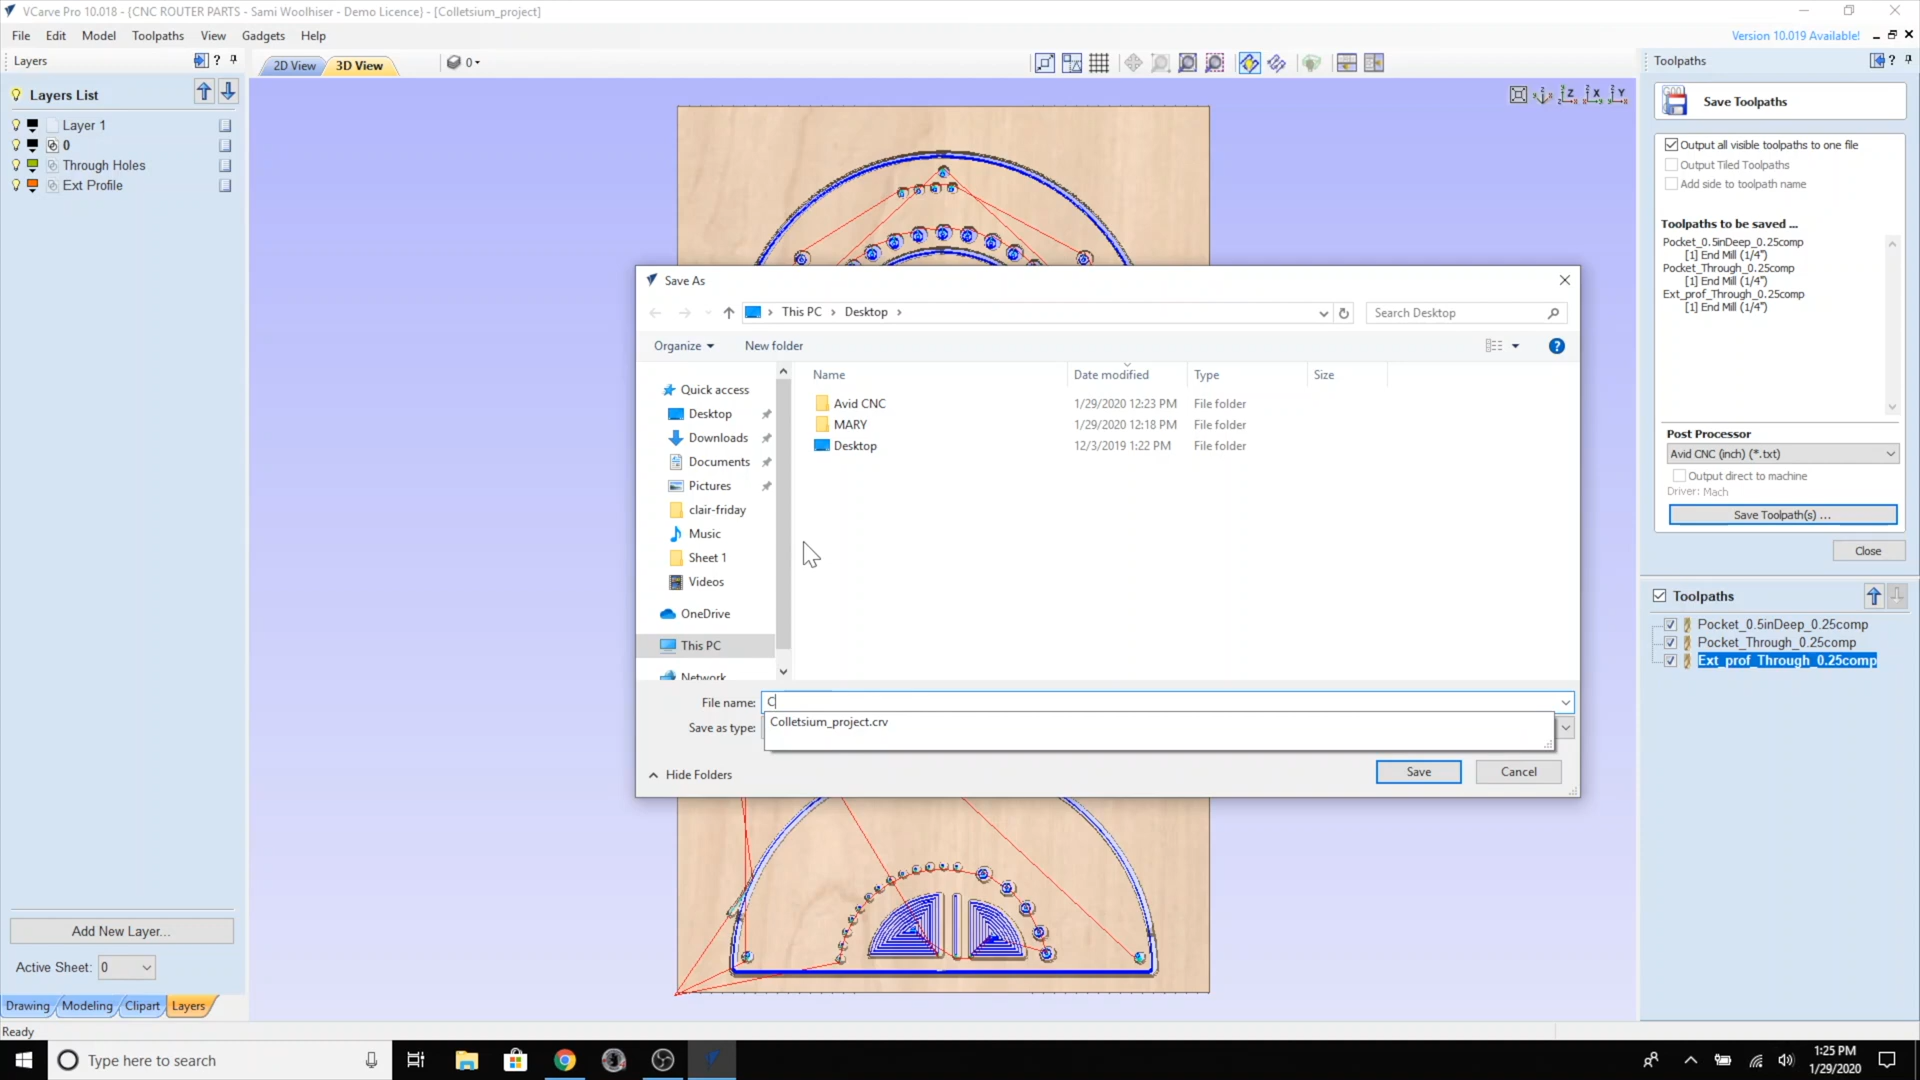 VCarve Pro 10.018 - {CNC ROUTER PARTS - Sami Woolhiser - Demo Licence} - [Colletsium_project]
File Edit Model Toolpaths View Gadgets Help
Version 10.019 Available!
Layers
?
2D View
3D View
0
Toolpaths
?
Layers List
Layer 1
0
Through Holes
Ext Profile
Z X Y
Save Toolpaths
Output all visible toolpaths to one file
Output Tiled Toolpaths
Add side to toolpath name
Toolpaths to be saved ...
Pocket_0.5inDeep_0.25comp
[1] End Mill (1/4")
Pocket_Through_0.25comp
[1] End Mill (1/4")
Ext_prof_Through_0.25comp
[1] End Mill (1/4")
Post Processor
Avid CNC (inch) (*.txt)
Output direct to machine
Driver: Mach
Save Toolpath(s) ...
Close
Toolpaths
Pocket_0.5inDeep_0.25comp
Pocket_Through_0.25comp
Ext_prof_Through_0.25comp
Save As
This PC > Desktop >
Search Desktop
Organize
New folder
?
Name Date modified Type Size
Avid CNC 1/29/2020 12:23 PM File folder
MARY 1/29/2020 12:18 PM File folder
Desktop 12/3/2019 1:22 PM File folder
Quick access
Desktop
Downloads
Documents
Pictures
clair-friday
Music
Sheet 1
Videos
OneDrive
This PC
Network
File name: C
Colletsium_project.crv
Save as type:
Hide Folders
Save
Cancel
Add New Layer...
Active Sheet: 0
Drawing Modeling Clipart Layers
Ready
Type here to search
1:25 PM
1/29/2020